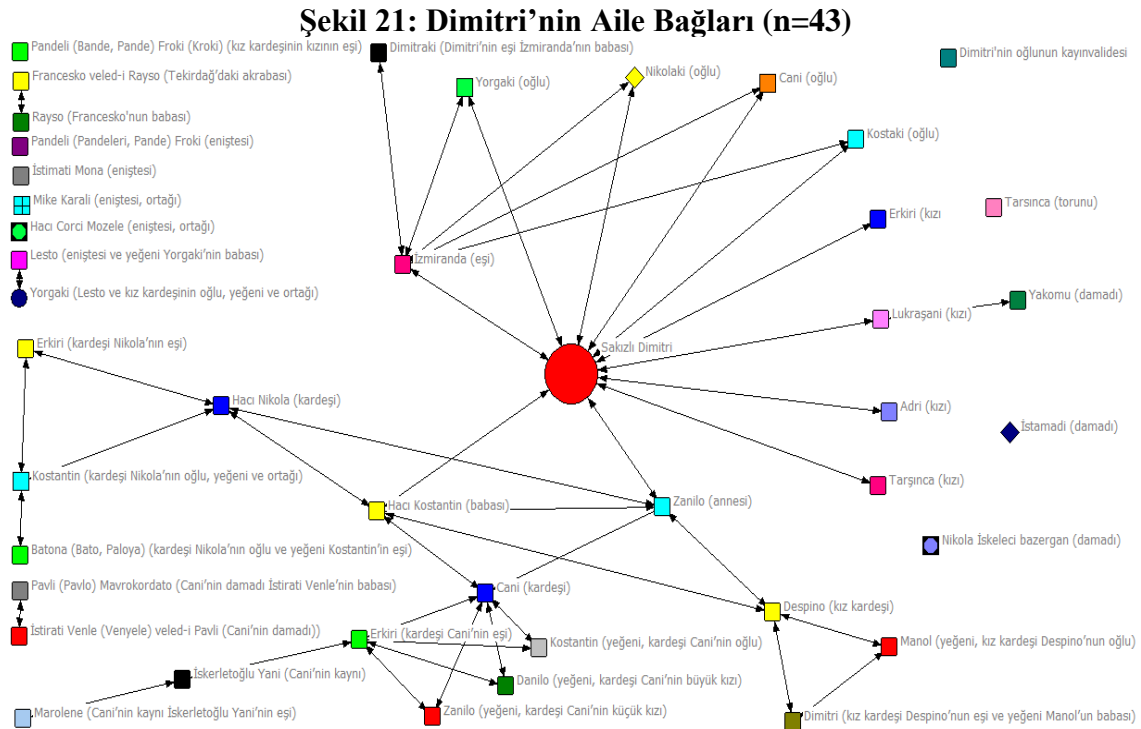 Şekil 21: Dimitri’nin Aile Bağları (n=43)
Pandeli (Bande, Pande) Froki (Kroki) (kız kardeşinin kızının eşi)
Francesko veled-i Rayso (Tekirdağ'daki akrabası)
Rayso (Francesko'nun babası)
Pandeli (Pandeleri, Pande) Froki (eniştesi)
İstimati Mona (eniştesi)
Mike Karali (eniştesi, ortağı)
Hacı Corci Mozele (eniştesi, ortağı)
Lesto (eniştesi ve yeğeni Yorgaki'nin babası)
Yorgaki (Lesto ve kız kardeşinin oğlu, yeğeni ve ortağı)
Erkiri (kardeşi Nikola'nın eşi)
Hacı Nikola (kardeşi)
Kostantin (kardeşi Nikola'nın oğlu, yeğeni ve ortağı)
Batona (Bato, Paloya) (kardeşi Nikola'nın oğlu ve yeğeni Kostantin'in eşi)
Pavli (Pavlo) Mavrokordato (Cani'nin damadı İstirati Venle'nin babası)
İstirati Venle (Venyele) veled-i Pavli (Cani'nin damadı))
İskerletoğlu Yani (Cani'nin kaynı)
Marolene (Cani'nin kaynı İskerletoğlu Yani'nin eşi)
Dimitraki (Dimitri'nin eşi İzmiranda'nın babası)
Yorgaki (oğlu)
Nikolaki (oğlu)
Cani (oğlu)
Kostaki (oğlu)
Dimitri'nin oğlunun kayınvalidesi
Erkiri (kızı
Tarsınca (torunu)
İzmiranda (eşi)
Lukraşani (kızı)
Yakomu (damadı)
Sakızlı Dimitri
Adri (kızı)
İstamadi (damadı)
Tarşınca (kızı)
Hacı Kostantin (babası)
Zanilo (annesi)
Nikola İskeleci bazergan (damadı)
Cani (kardeşi)
Despino (kız kardeşi)
Erkiri (kardeşi Cani'nin eşi)
Kostantin (yeğeni, kardeşi Cani'nin oğlu)
Manol (yeğeni, kız kardeşi Despino'nun oğlu)
Danilo (yeğeni, kardeşi Cani'nin büyük kızı)
Zanilo (yeğeni, kardeşi Cani'nin küçük kızı)
Dimitri (kız kardeşi Despino'nun eşi ve yeğeni Manol'un babası)